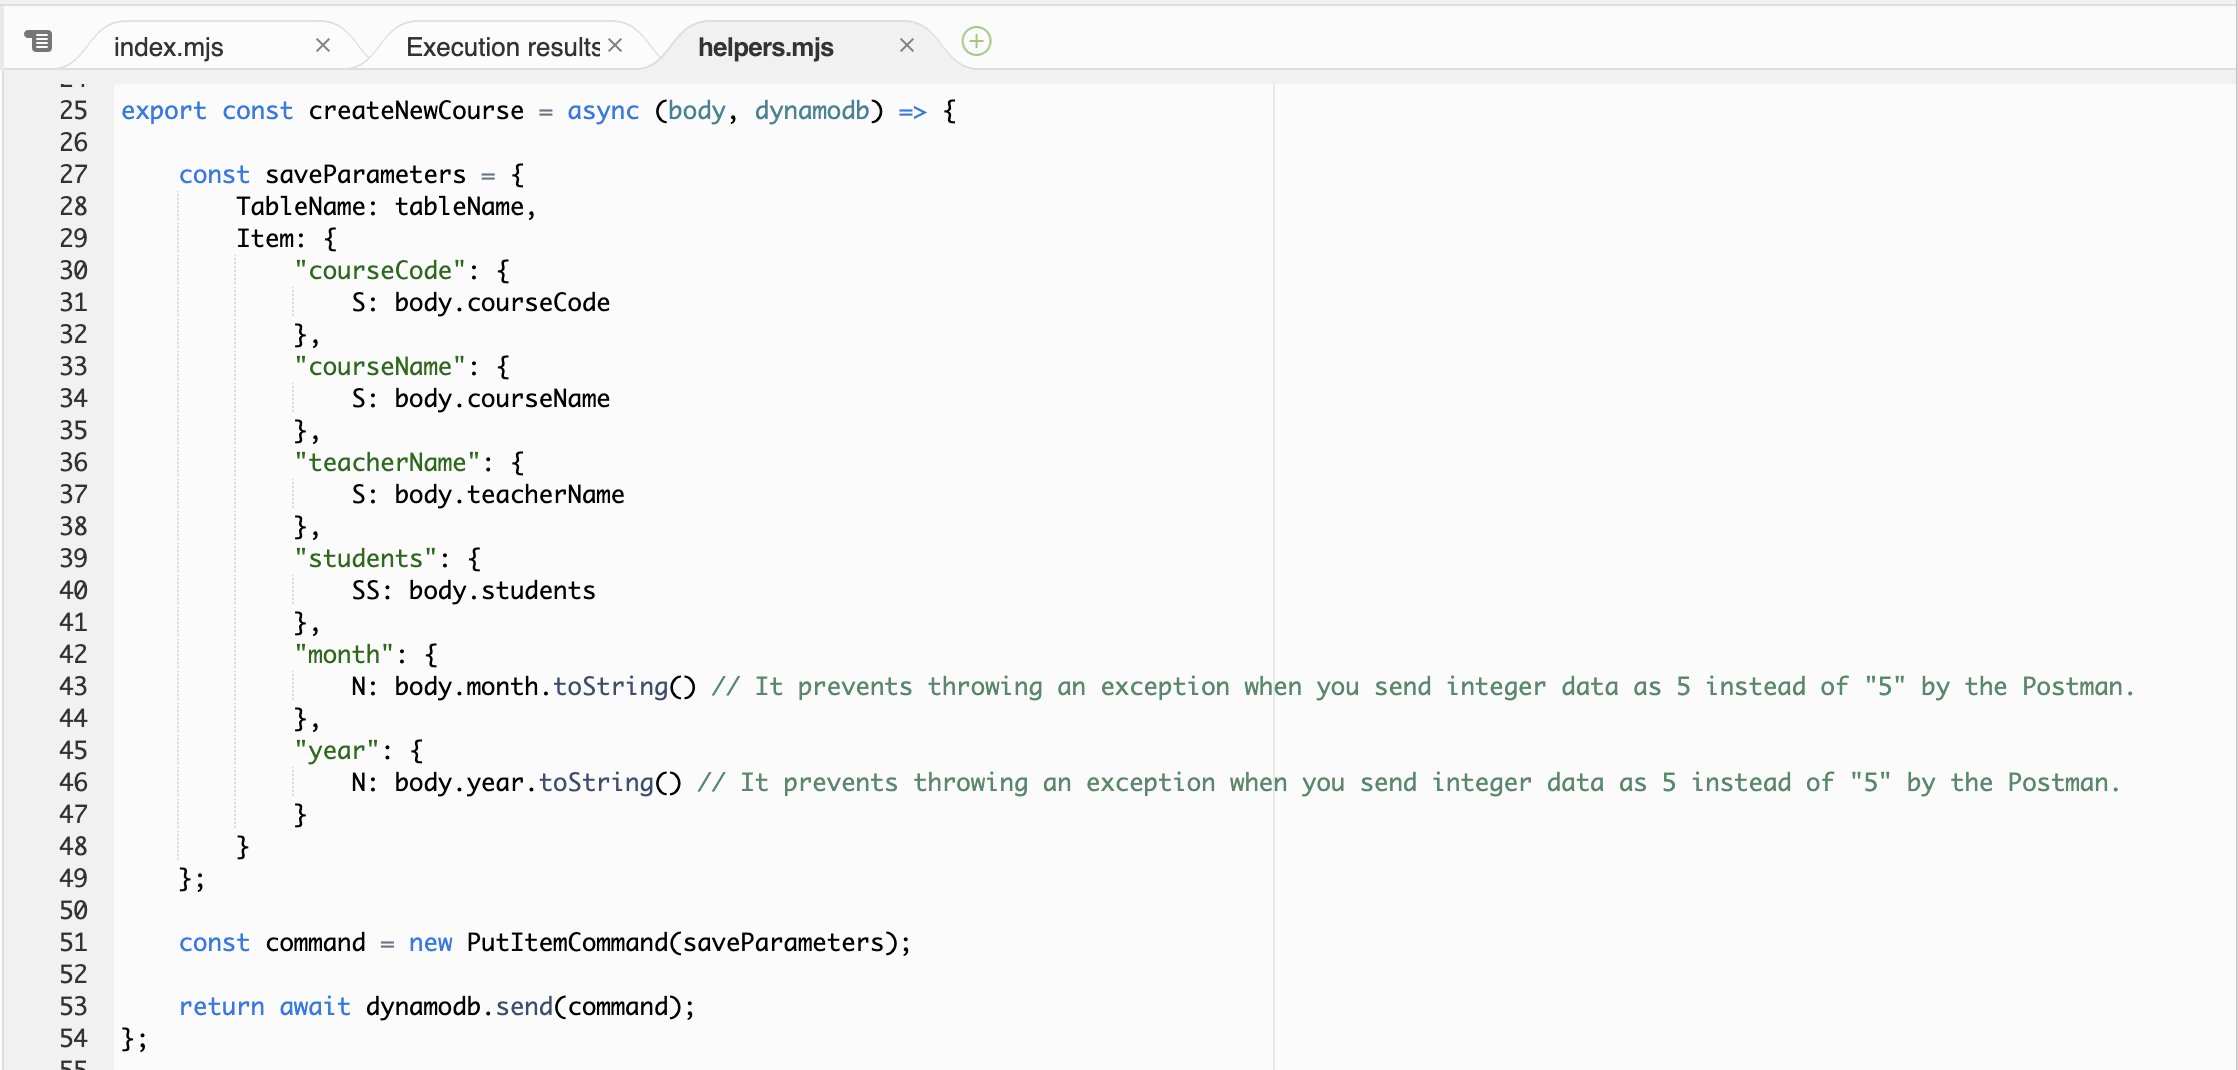 index.mjs
Execution results
helpers.mjs
25 export const createNewCourse = async (body, dynamodb) => {
26
27     const saveParameters = {
28         TableName: tableName,
29         Item: {
30             "courseCode": {
31                 S: body.courseCode
32             },
33             "courseName": {
34                 S: body.courseName
35             },
36             "teacherName": {
37                 S: body.teacherName
38             },
39             "students": {
40                 SS: body.students
41             },
42             "month": {
43                 N: body.month.toString() // It prevents throwing an exception when you send integer data as 5 instead of "5" by the Postman.
44             },
45             "year": {
46                 N: body.year.toString() // It prevents throwing an exception when you send integer data as 5 instead of "5" by the Postman.
47             }
48         }
49     };
50
51     const command = new PutItemCommand(saveParameters);
52
53     return await dynamodb.send(command);
54 };